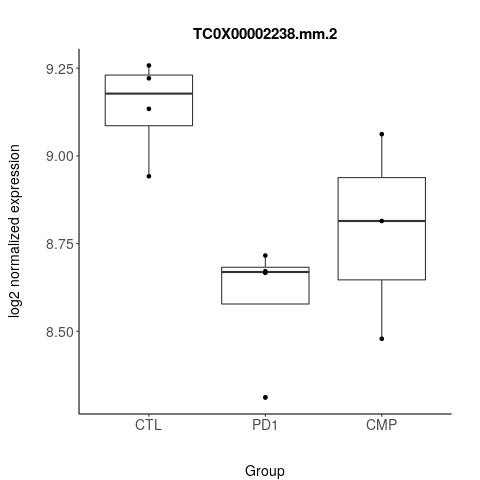 TC0X00002238.mm.2
log2 normalized expression
9.25
9.00
8.75
8.50
CTL
PD1
CMP
Group